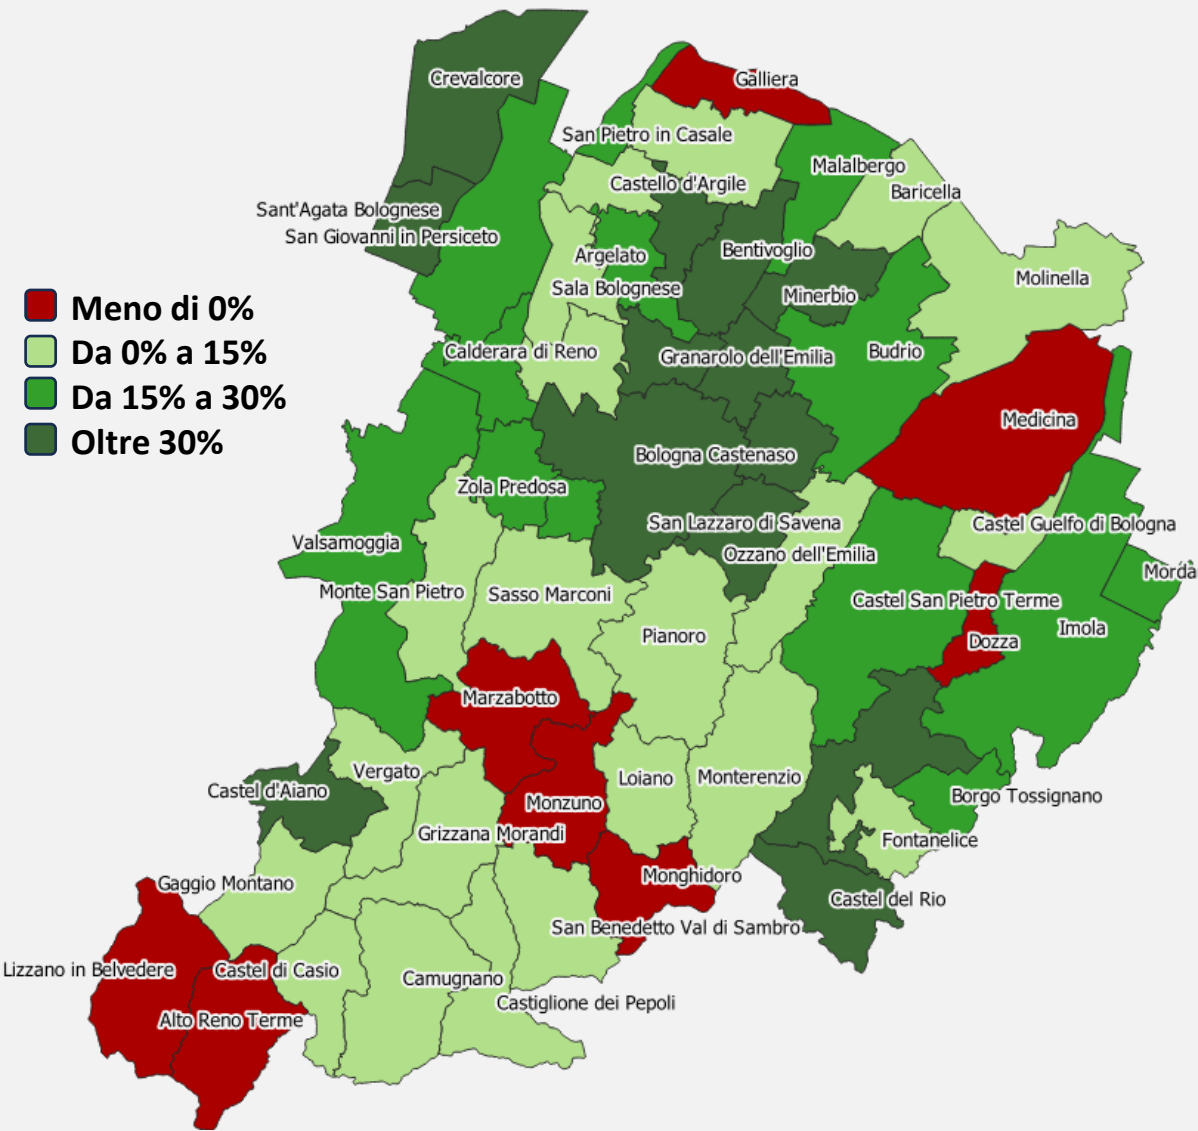 Crevalcore
Galliera
San Pietro in Casale
Malalbergo
Castello d'Argile
Baricella
Sant'Agata Bolognese
San Giovanni in Persiceto
Bentivoglio
Argelato
Molinella
Sala Bolognese
Minerbio
Meno di 0%
Da 0% a 15%
Da 15% a 30%
Oltre 30%
Calderara di Reno
Granarolo dell'Emilia
Budrio
Medicina
Bologna
Castenaso
Zola Predosa
San Lazzaro di Savena
Castel Guelfo di Bologna
Valsamoggia
Ozzano dell'Emilia
Morda
Monte San Pietro
Sasso Marconi
Castel San Pietro Terme
Imola
Pianoro
Dozza
Marzabotto
Vergato
Loiano
Monterenzio
Castel d'Aiano
Borgo Tossignano
Monzuno
Grizzana Morandi
Fontanelice
Monghidoro
Gaggio Montano
Castel del Rio
San Benedetto Val di Sambro
Lizzano in Belvedere
Castel di Casio
Camugnano
Castiglione dei Pepoli
Alto Reno Terme